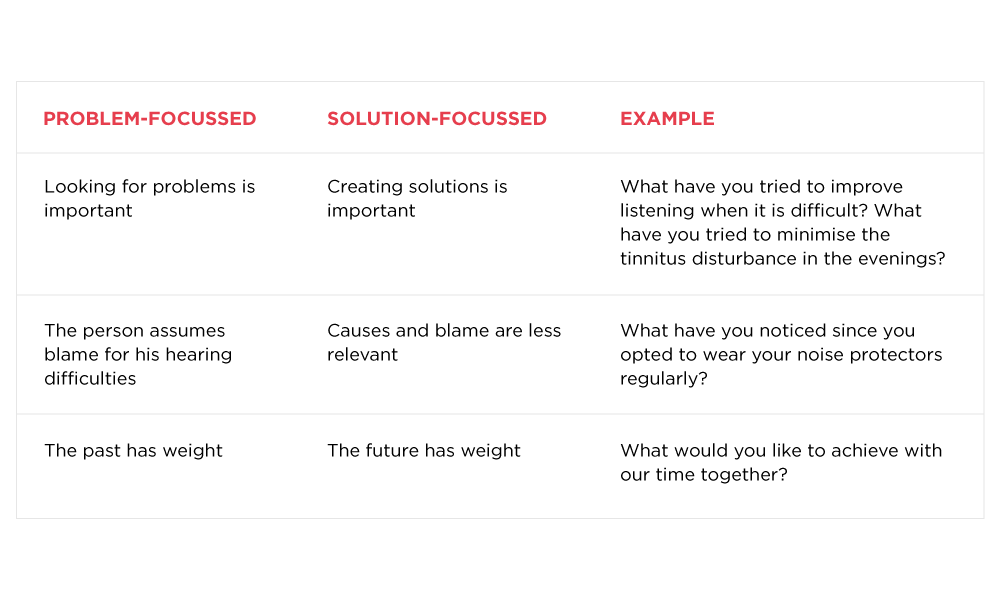 PROBLEM-FOCUSSED
SOLUTION-FOCUSSED
EXAMPLE
Looking for problems is
important
Creating solutions is
important
What have you tried to improve
listening when it is difficult? What
have you tried to minimise the
tinnitus disturbance in the evenings?
The person assumes
blame for his hearing
difficulties
Causes and blame are less
relevant
What have you noticed since you
opted to wear your noise protectors
regularly?
The past has weight
The future has weight
What would you like to achieve with
our time together?